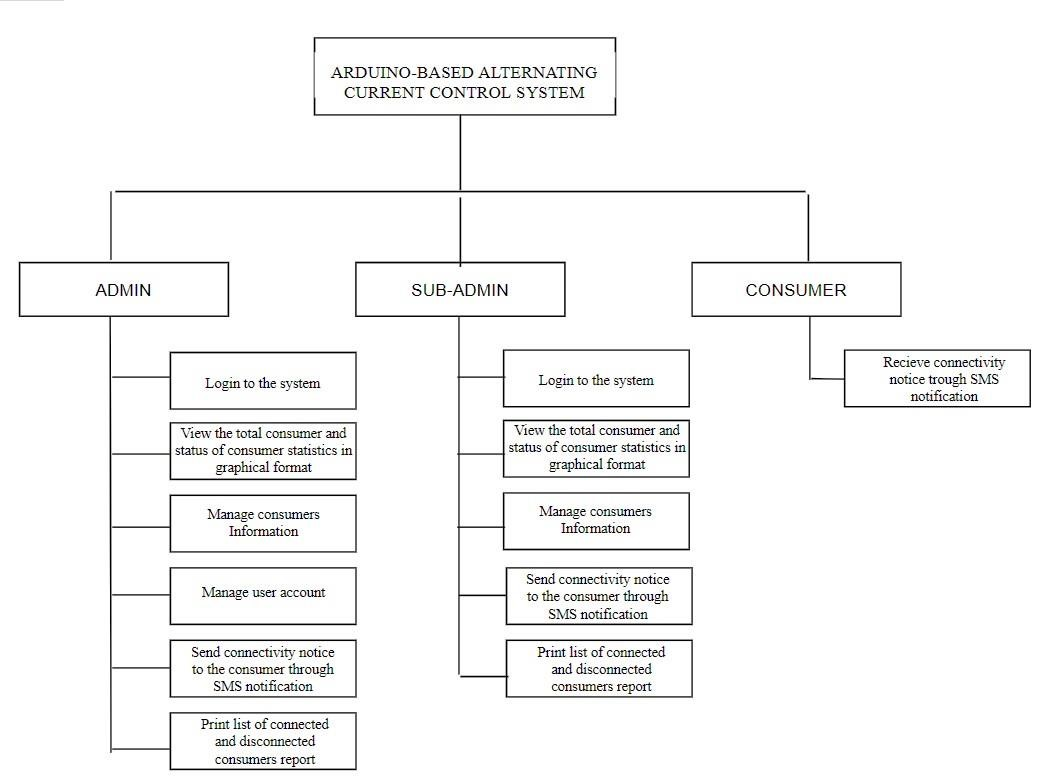 ARDUINO-BASED ALTERNATING
CURRENT CONTROL SYSTEM
ADMIN
SUB-ADMIN
CONSUMER
Login to the system
View the total consumer and
status of consumer statistics in
graphical format
Manage consumers
Information
Manage user account
Send connectivity notice
to the consumer through
SMS notification
Print list of connected
and disconnected
consumers report
Login to the system
View the total consumer and
status of consumer statistics in
graphical format
Manage consumers
Information
Send connectivity notice
to the consumer through
SMS notification
Print list of connected
and disconnected
consumers report
Recieve connectivity
notice trough SMS
notification